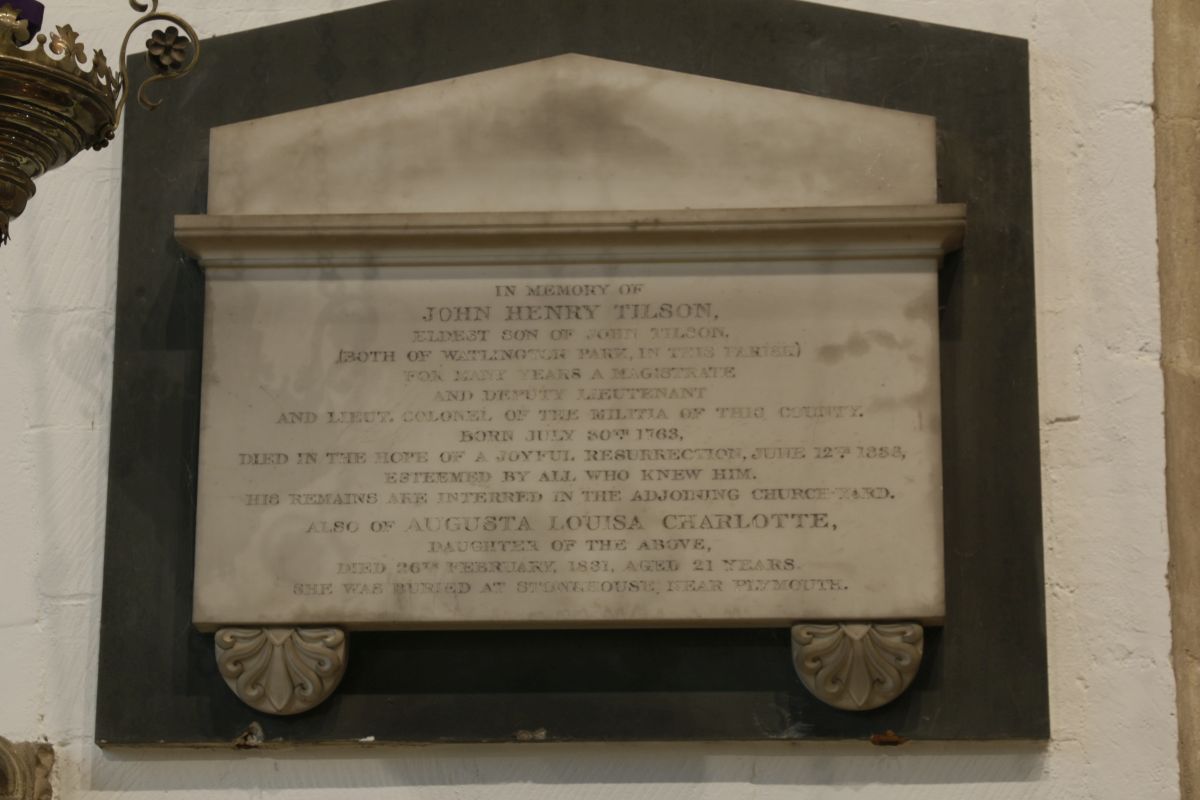 IN MEMORY OF
JOHN HENRY TILSON,
ELDEST SON OF JOHN TILSON.
(BOTH OF WATLINGTON PARK, IN THIS PARISH)
FOR MANY YEARS A MAGISTRATE
AND DEPUTY LIEUTENANT
AND LIEUT. COLONEL OF THE MILITIA OF THIS COUNTY.
BORN JULY 1768,
DIED IN THE HOPE OF A JOYFUL RESURRECTION, JUNE 12TH
ESTEEMED BY ALL WHO KNEW HIM.
HIS REMAINS ARE INTERRED IN THE ADJOINING CHURCH-YARD.
ALSO OF AUGUSTA LOUISA CHARLOTTE,
DAUGHTER OF THE ABOVE,
DIED 26TH FEBRUARY, 1831, AGED 21 YEARS.
SHE WAS BURIED AT STONEHOUSE, NEAR PLYMOUTH.